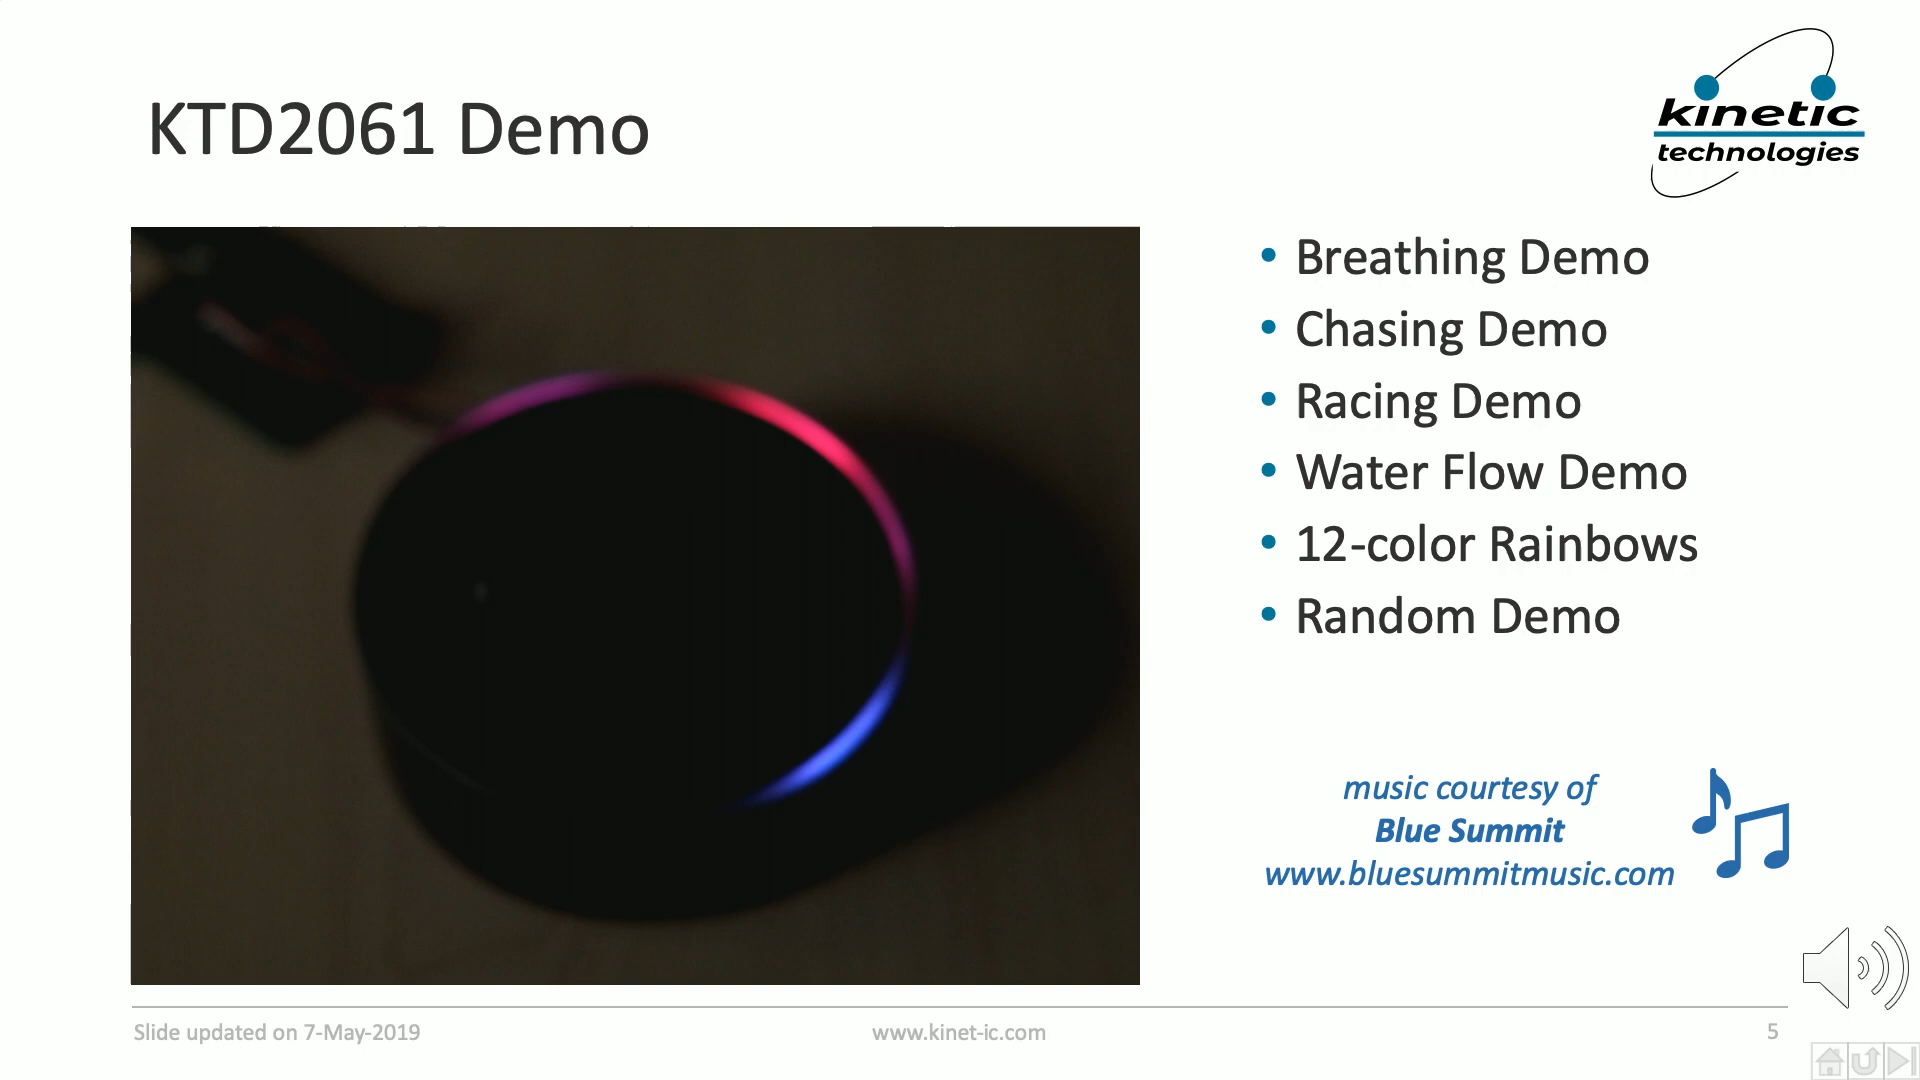 KTD2061 Demo
kinetic
technologies
• Breathing Demo
• Chasing Demo
• Racing Demo
• Water Flow Demo
• 12-color Rainbows
• Random Demo
music courtesy of
Blue Summit
www.bluesummitmusic.com
Slide updated on 7-May-2019
www.kinet-ic.com
5